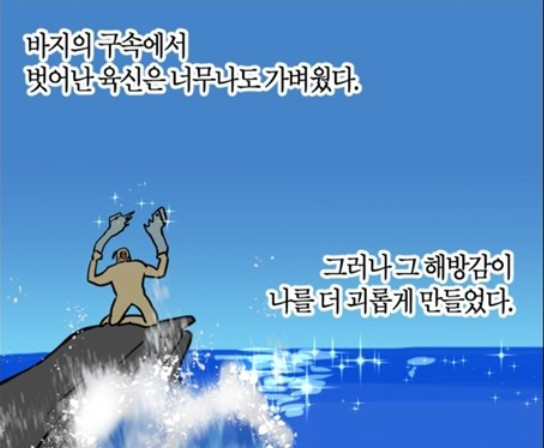 바지의 구속에서
벗어난 육신은 너무나도 가벼웠다.
그러나 그 해방감이
나를 더 괴롭게 만들었다.